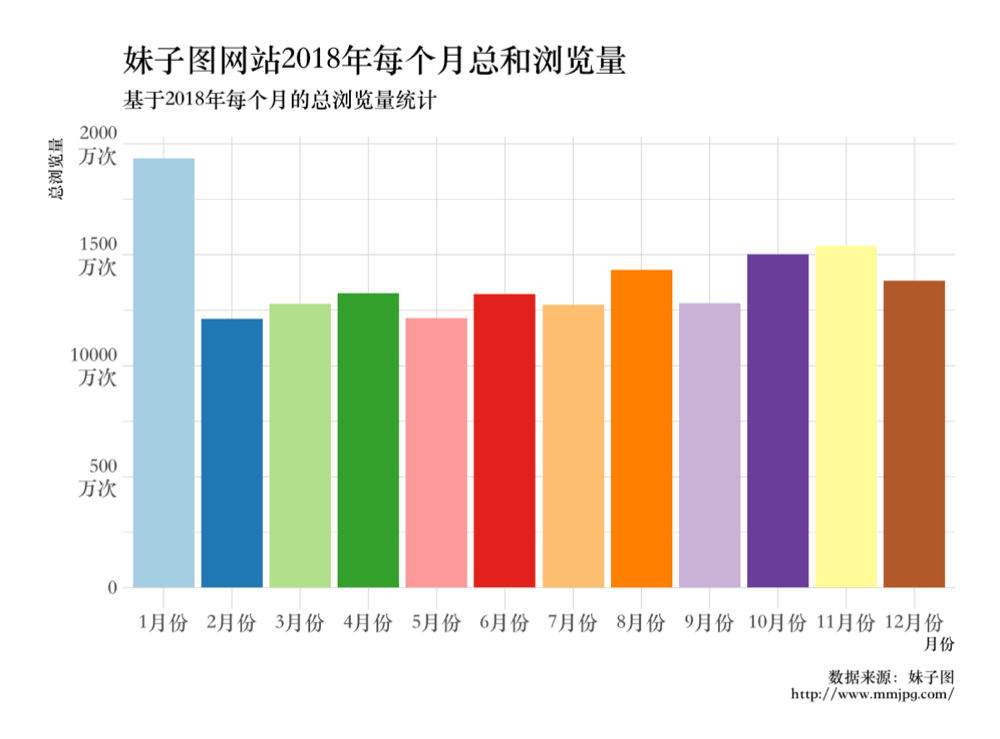 妹子图网站2018年每个月总和浏览量
基于2018年每个月的总浏览量统计
总浏览量
2000
万次
1500
万次
10000
万次
500
万次
0
1月份 2月份 3月份 4月份 5月份 6月份 7月份 8月份 9月份 10月份 11月份 12月份
月份
数据来源：妹子图
http://www.mmjpg.com/